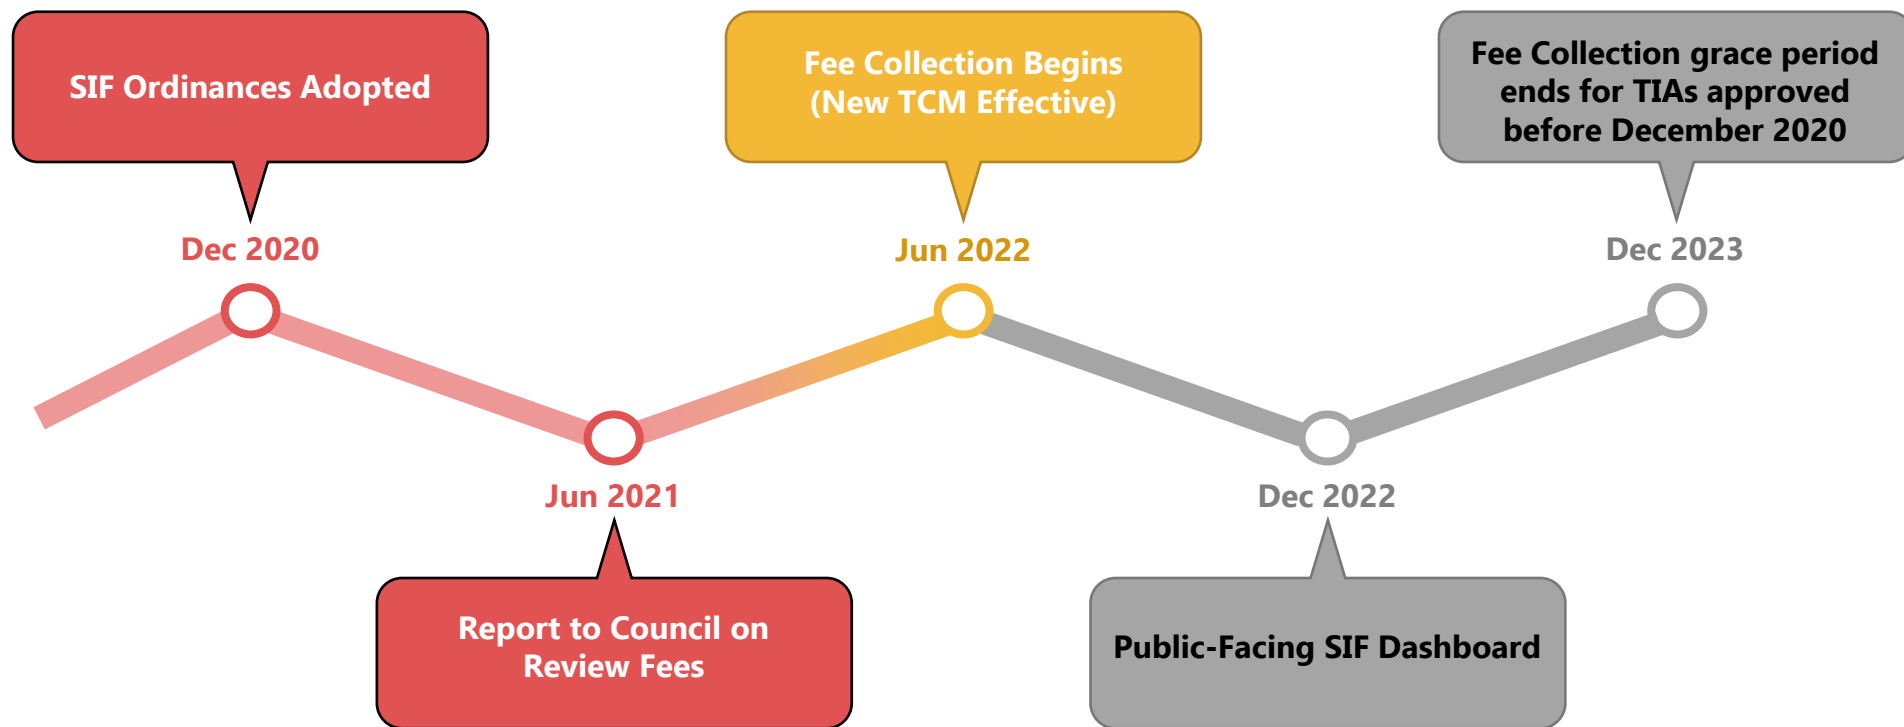 SIF Ordinances Adopted
Dec 2020
Jun 2021
Report to Council on
Review Fees
Fee Collection Begins
(New TCM Effective)
Jun 2022
Dec 2022
Public-Facing SIF Dashboard
Fee Collection grace period
ends for TIAs approved
before December 2020
Dec 2023